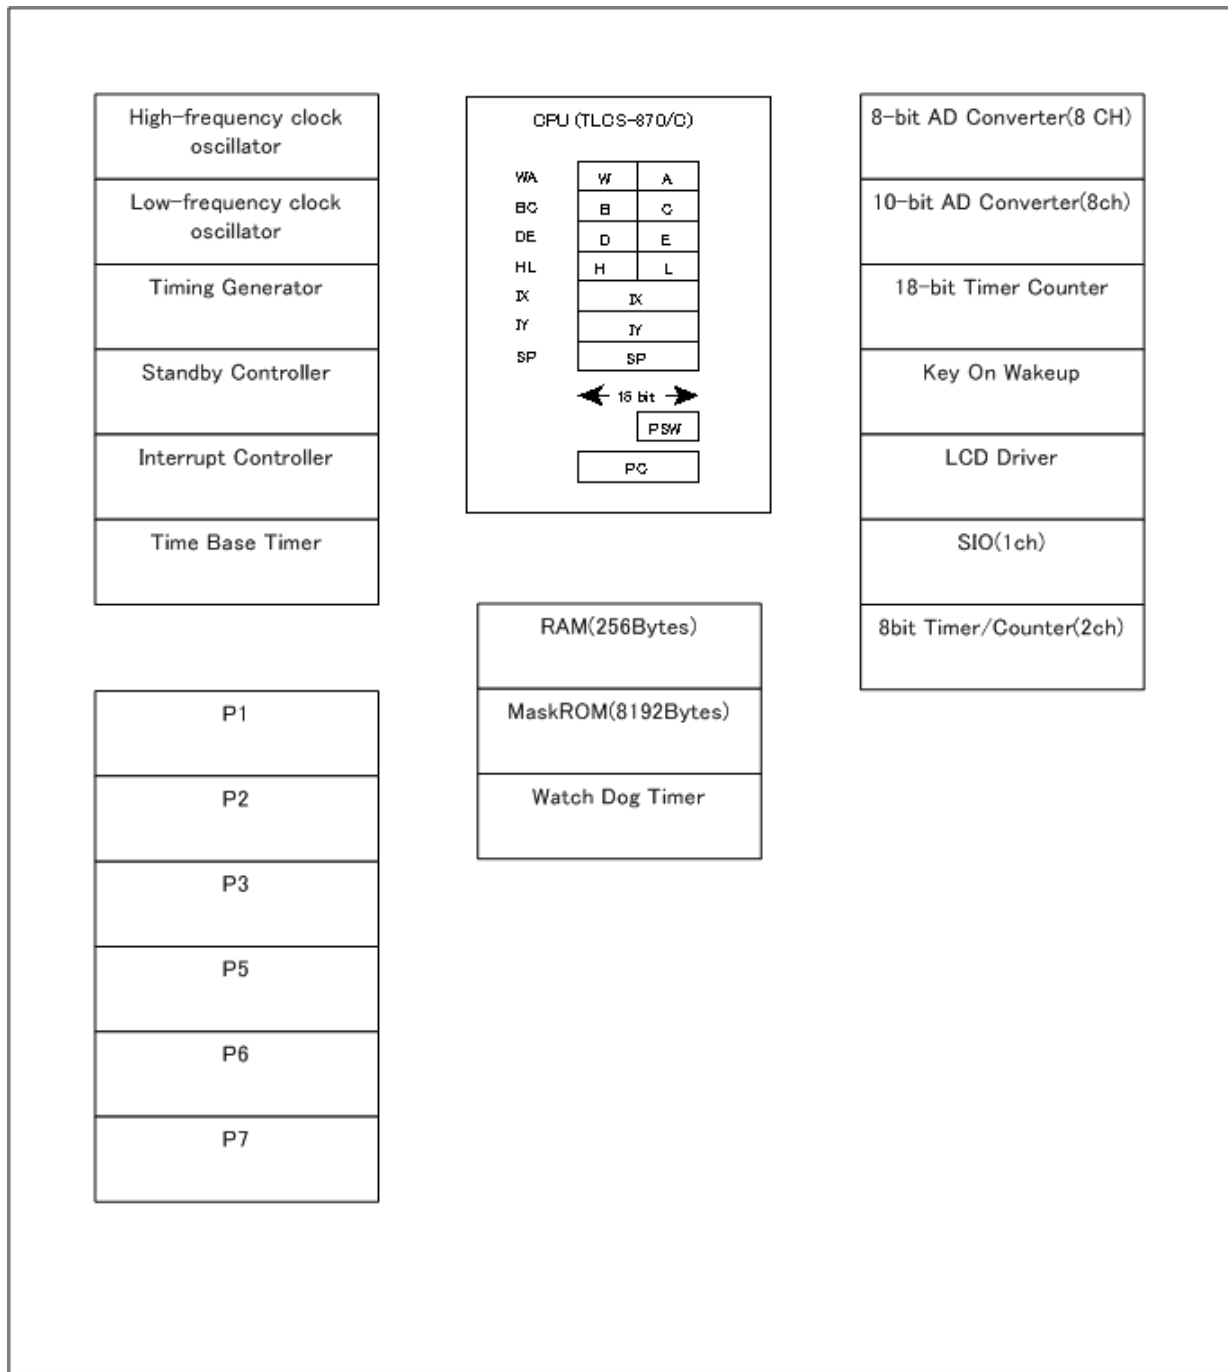 High-frequency clock
oscillator
Low-frequency clock
oscillator
Timing Generator
Standby Controller
Interrupt Controller
Time Base Timer
P1
P2
P3
P5
P6
P7
CPU (TLCS-870/C)
WA W A
BC B C
DE D E
HL H L
IX IX
IY IY
SP SP
16 bit
PSW
PC
RAM(256Bytes)
MaskROM(8192Bytes)
Watch Dog Timer
8-bit AD Converter(8 CH)
10-bit AD Converter(8ch)
18-bit Timer Counter
Key On Wakeup
LCD Driver
SIO(1ch)
8bit Timer/Counter(2ch)